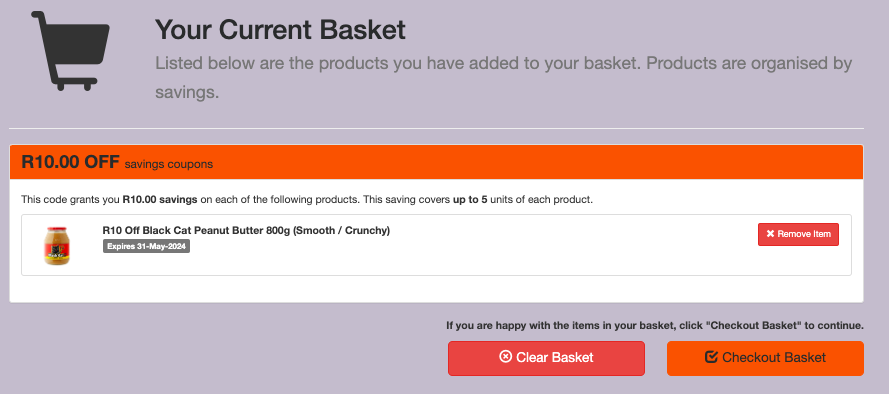 Your Current Basket
Listed below are the products you have added to your basket. Products are organised by
savings.
R10.00 OFF savings coupons
This code grants you R10.00 savings on each of the following products. This saving covers up to 5 units of each product.
R10 Off Black Cat Peanut Butter 800g (Smooth / Crunchy)
Expires 31-May-2024
Remove Item
If you are happy with the items in your basket, click "Checkout Basket" to continue.
Clear Basket
Checkout Basket